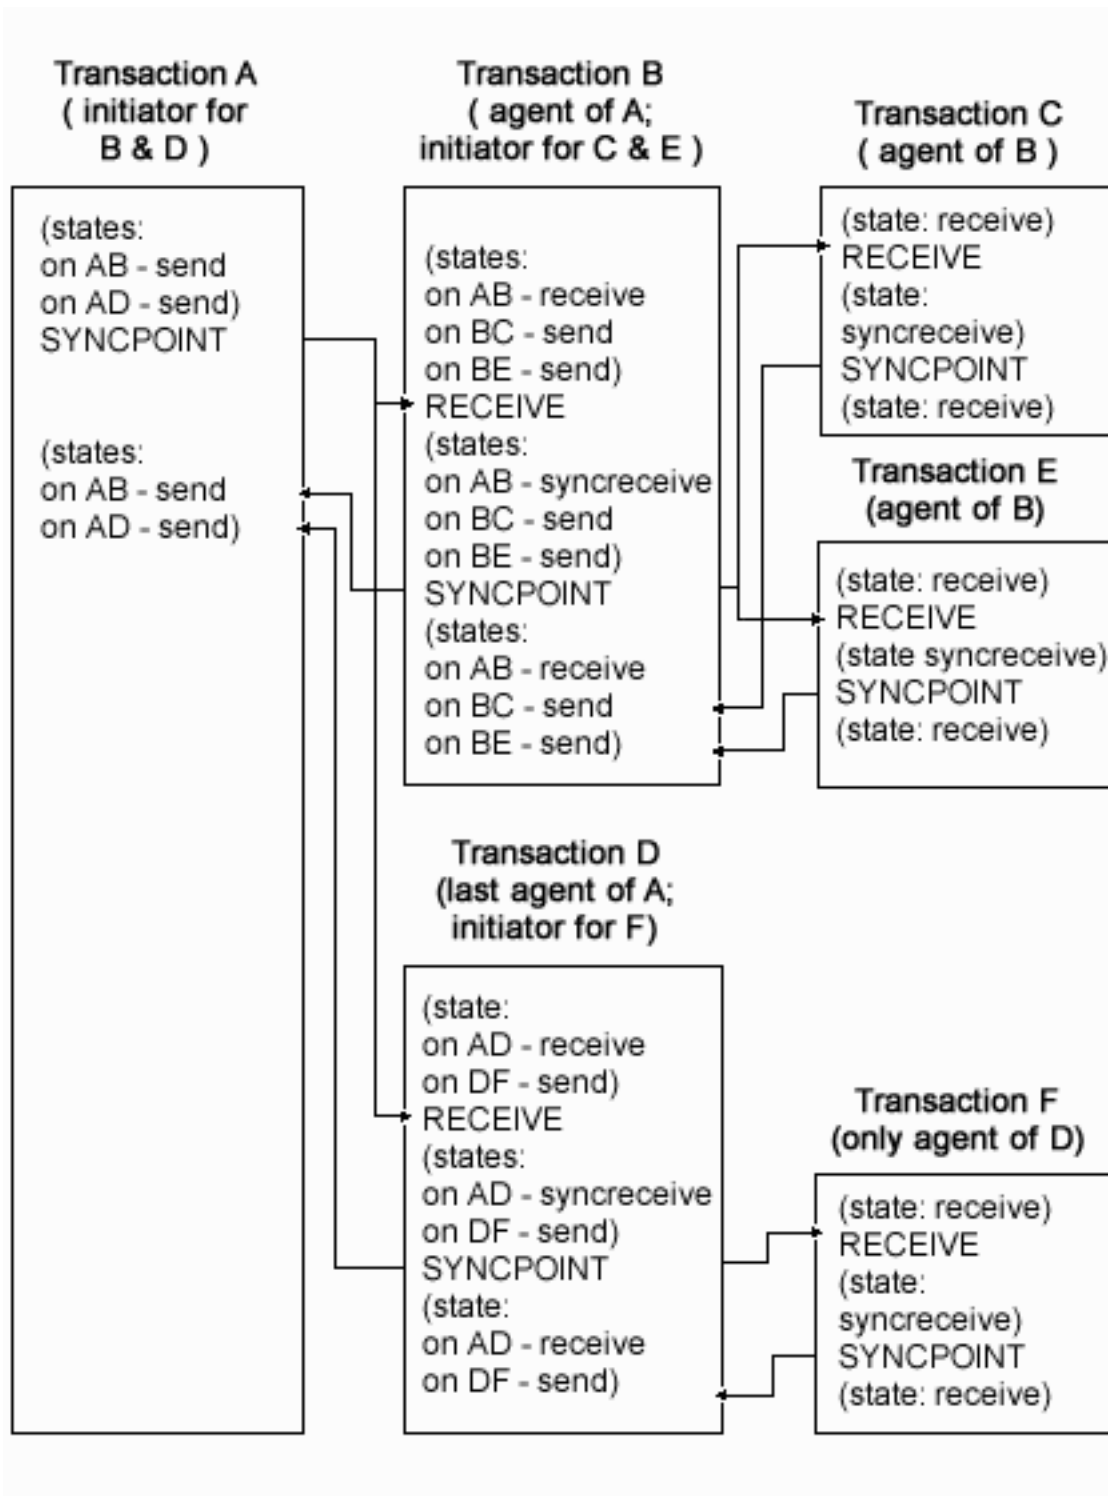 Transaction A
( initiator for
B & D )
(states:
on AB - send
on AD - send)
SYNCPOINT
(states:
on AB - send
on AD - send)
Transaction B
( agent of A;
initiator for C & E )
(states:
on AB - receive
on BC - send
on BE - send)
RECEIVE
(states:
on AB - syncreceive
on BC - send
on BE - send)
SYNCPOINT
(states:
on AB - receive
on BC - send
on BE - send)
Transaction C
( agent of B )
(state: receive)
RECEIVE
(state:
syncreceive)
SYNCPOINT
(state: receive)
Transaction E
(agent of B)
(state: receive)
RECEIVE
(state syncreceive)
SYNCPOINT
(state: receive)
Transaction D
(last agent of A;
initiator for F)
(state:
on AD - receive
on DF - send)
RECEIVE
(states:
on AD - syncreceive
on DF - send)
SYNCPOINT
(state:
on AD - receive
on DF - send)
Transaction F
(only agent of D)
(state: receive)
RECEIVE
(state:
syncreceive)
SYNCPOINT
(state: receive)